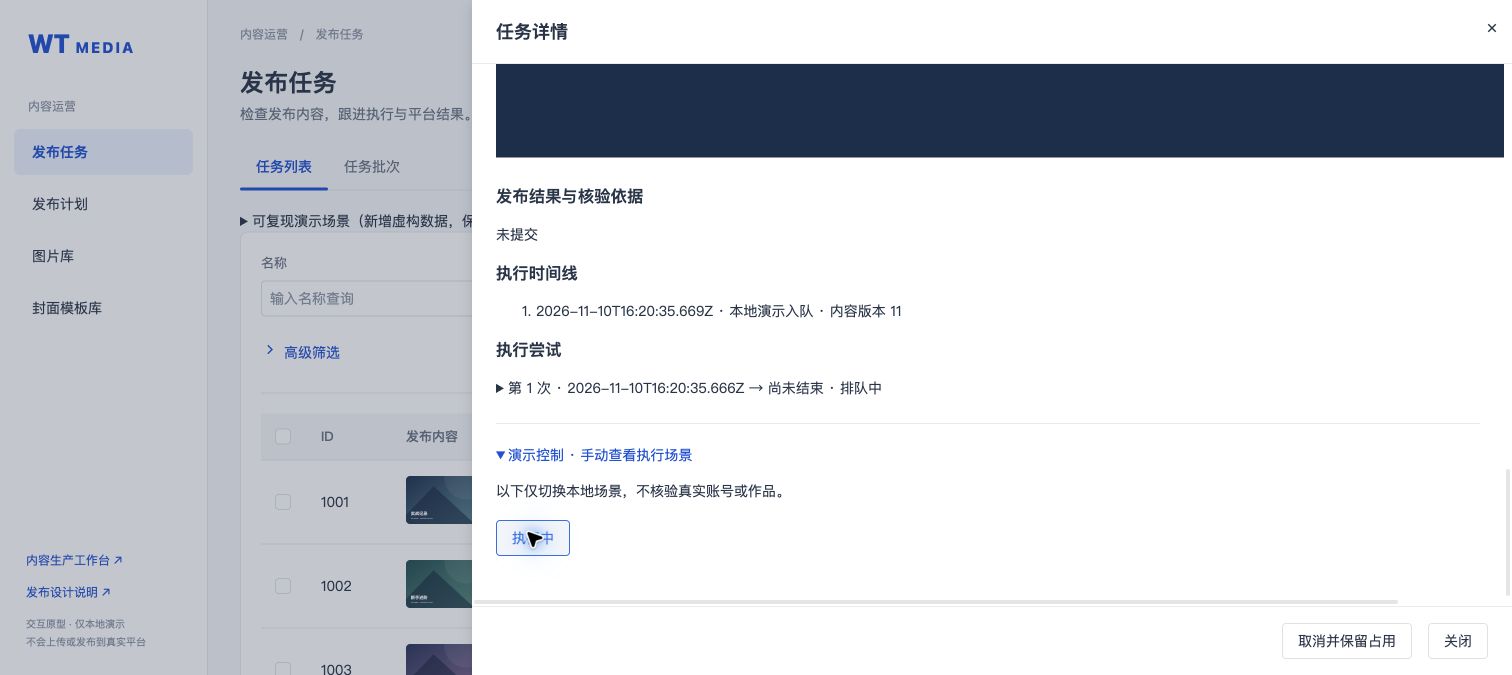 WT MEDIA
内容运营
发布任务
发布计划
图片库
封面模板库
内容生产工作台 ↗
发布设计说明 ↗
交互原型 · 仅本地演示
不会上传或发布到真实平台
内容运营 / 发布任务
发布任务
检查发布内容，跟进执行与平台结果。
任务列表 任务批次
▶ 可复现演示场景（新增虚构数据，保
名称
输入名称查询
高级筛选
ID 发布内容
1001
1002
1003
任务详情 ×
发布结果与核验依据
未提交
执行时间线
1. 2026-11-10T16:20:35.669Z · 本地演示入队 · 内容版本 11
执行尝试
▶ 第 1 次 · 2026-11-10T16:20:35.666Z → 尚未结束 · 排队中
▼ 演示控制 · 手动查看执行场景
以下仅切换本地场景，不核验真实账号或作品。
执行中
取消并保留占用 关闭